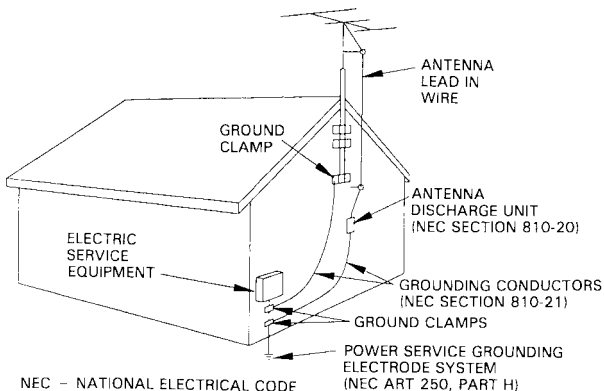 ANTENNA
LEAD IN
WIRE
GROUND
CLAMP
ANTENNA
DISCHARGE UNIT
(NEC SECTION 810-20)
ELECTRIC
SERVICE
EQUIPMENT
GROUNDING CONDUCTORS
(NEC SECTION 810-21)
GROUND CLAMPS
POWER SERVICE GROUNDING
ELECTRODE SYSTEM
(NEC ART 250, PART H)
NEC – NATIONAL ELECTRICAL CODE